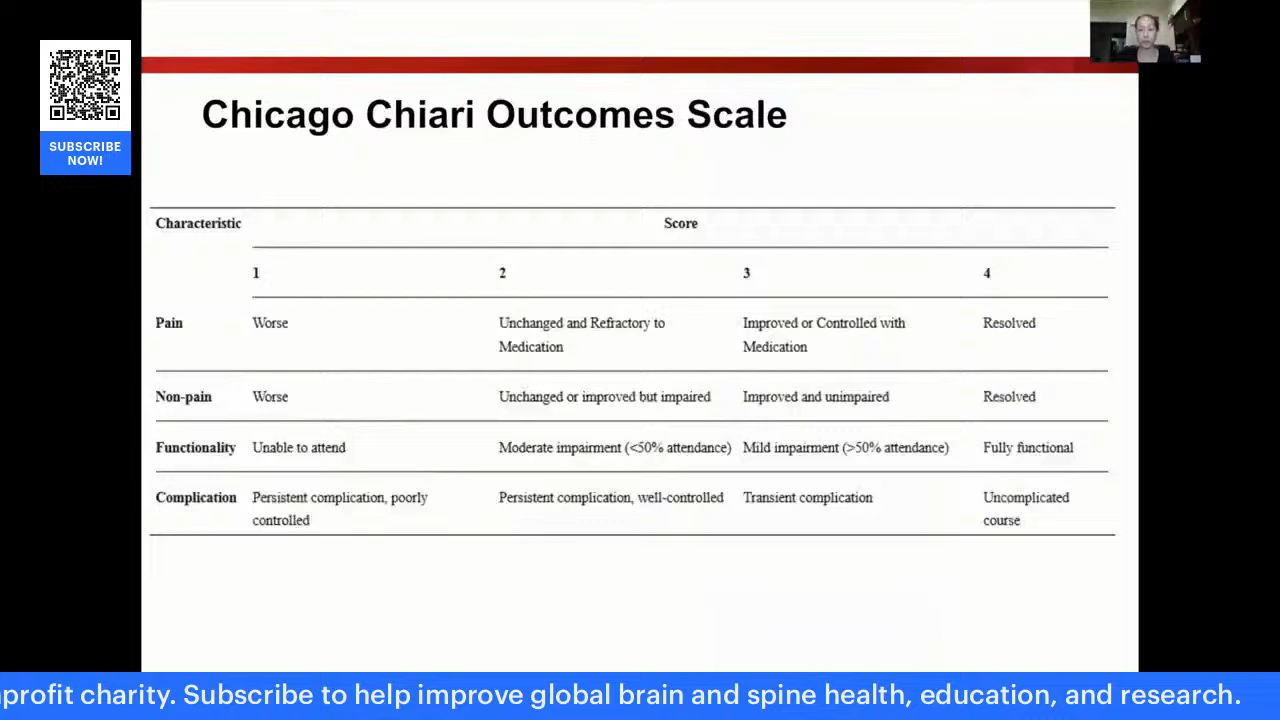 SUBSCRIBE
NOW!
Chicago Chiari Outcomes Scale
Characteristic Score
1 2 3 4
Pain Worse Unchanged and Refractory to Improved or Controlled with Resolved
Medication Medication
Non-pain Worse Unchanged or improved but impaired Improved and unimpaired Resolved
Functionality Unable to attend Moderate impairment (<50% attendance) Mild impairment (>50% attendance) Fully functional
Complication Persistent complication, poorly Persistent complication, well-controlled Transient complication Uncomplicated
controlled course
profit charity. Subscribe to help improve global brain and spine health, education, and research.